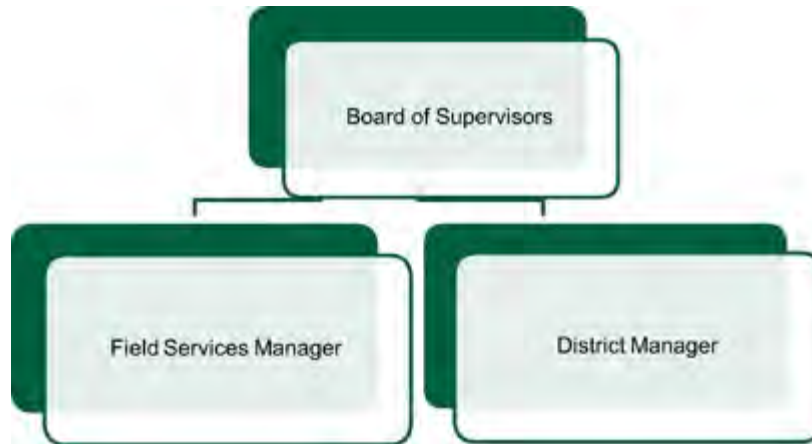 Board of Supervisors
Field Services Manager
District Manager